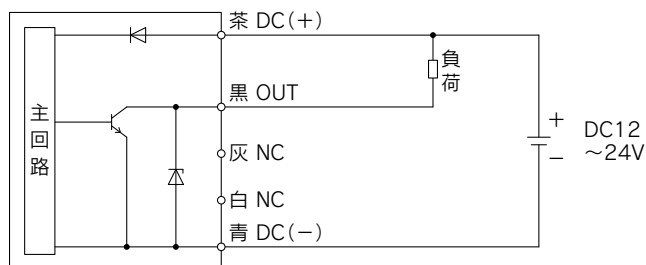 茶 DC(+)
負荷
黒 OUT
主回路
灰 NC
白 NC
青 DC(−)
+
−
DC12
～24V